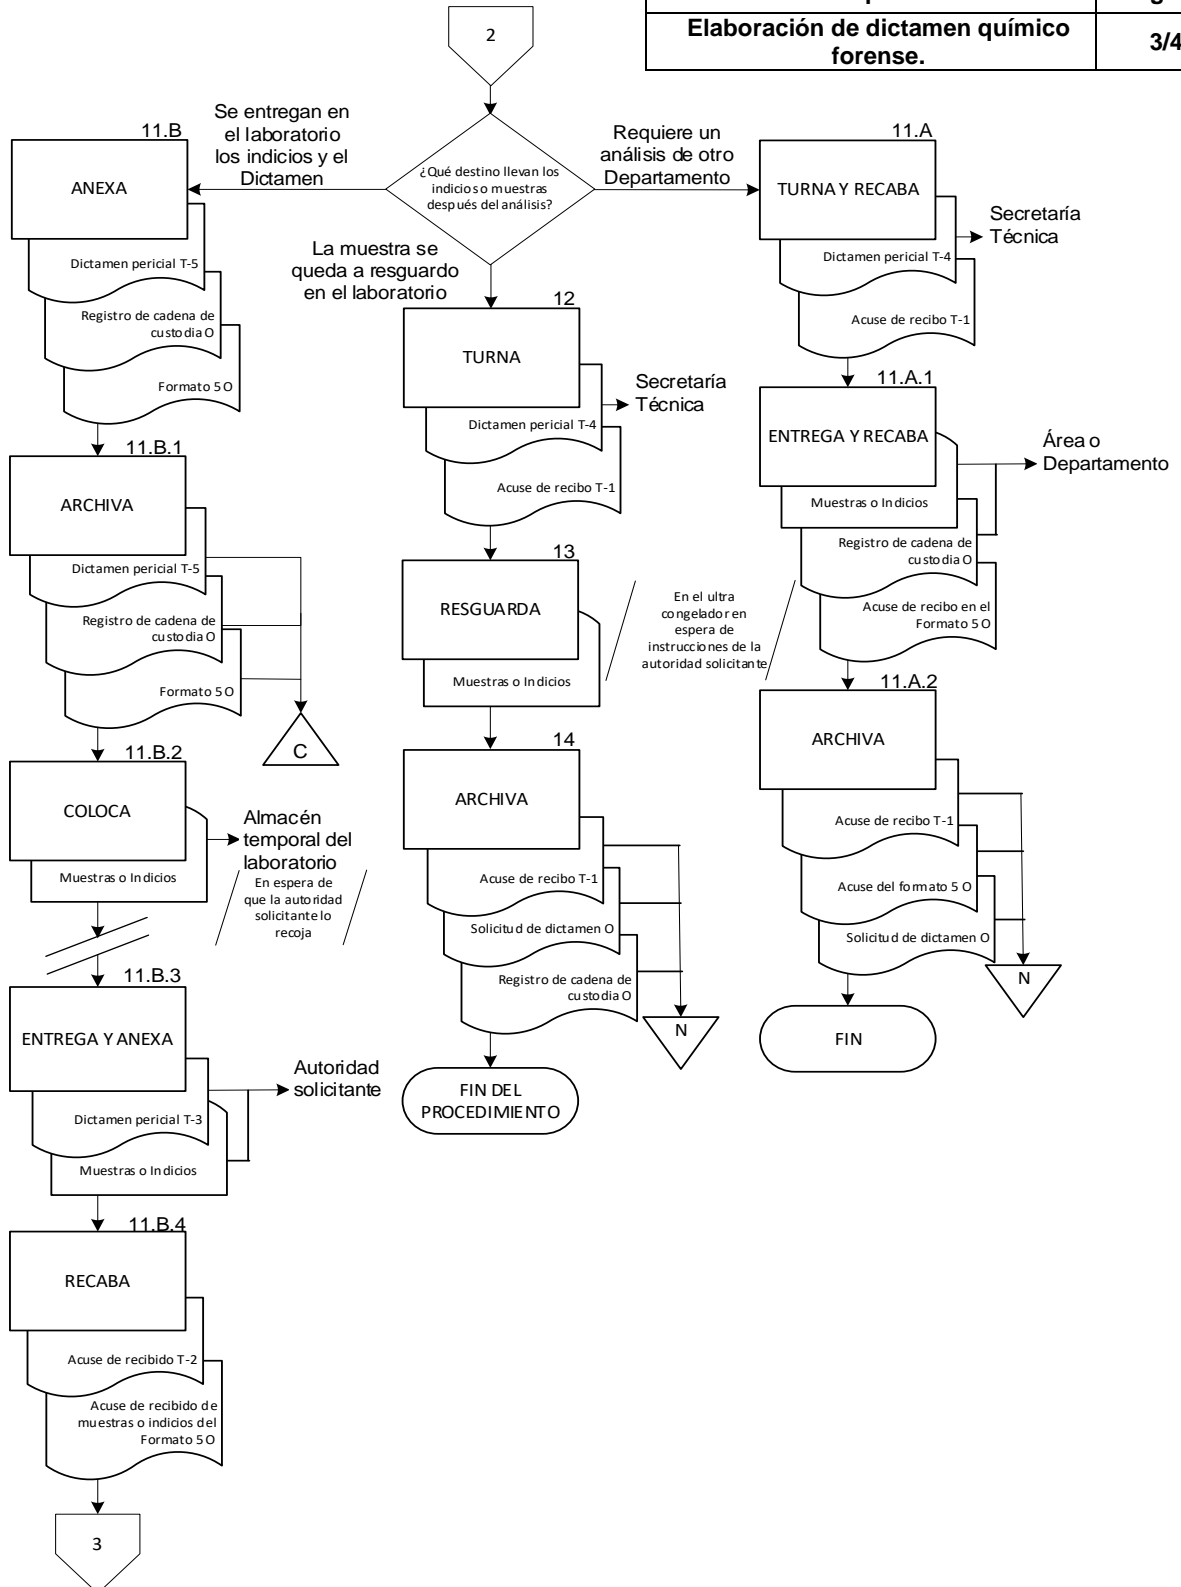 Elaboración de dictamen químico
forense.
3/4
2
¿Qué destino llevan los
indicios o muestras
después del análisis?
Se entregan en
el laboratorio
los indicios y el
Dictamen
Requiere un
análisis de otro
Departamento
La muestra se
queda a resguardo
en el laboratorio
11.B
ANEXA
Dictamen pericial T-5
Registro de cadena de
custodia O
Formato 5 O
11.B.1
ARCHIVA
Dictamen pericial T-5
Registro de cadena de
custodia O
Formato 5 O
C
11.B.2
COLOCA
Muestras o Indicios
Almacén
temporal del
laboratorio
En espera de
que la autoridad
solicitante lo
recoja
11.B.3
ENTREGA Y ANEXA
Dictamen pericial T-3
Muestras o Indicios
Autoridad
solicitante
11.B.4
RECABA
Acuse de recibido T-2
Acuse de recibido de
muestras o indicios del
Formato 5 O
3
12
TURNA
Dictamen pericial T-4
Acuse de recibo T-1
Secretaría
Técnica
13
RESGUARDA
Muestras o Indicios
En el ultra
congelador en
espera de
instrucciones de la
autoridad solicitante
14
ARCHIVA
Acuse de recibo T-1
Solicitud de dictamen O
Registro de cadena de
custodia O
N
FIN DEL
PROCEDIMIENTO
11.A
TURNA Y RECABA
Dictamen pericial T-4
Acuse de recibo T-1
Secretaría
Técnica
11.A.1
ENTREGA Y RECABA
Muestras o Indicios
Registro de cadena de
custodia O
Acuse de recibo en el
Formato 5 O
Área o
Departamento
11.A.2
ARCHIVA
Acuse de recibo T-1
Acuse del formato 5 O
Solicitud de dictamen O
N
FIN